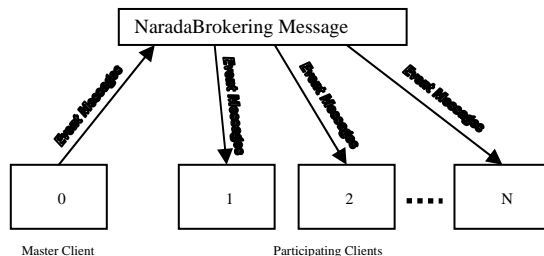 NaradaBrokering Message
Event Messages
Event Messages
Event Messages
Event Messages
0
1
2
N
Master Client
Participating Clients